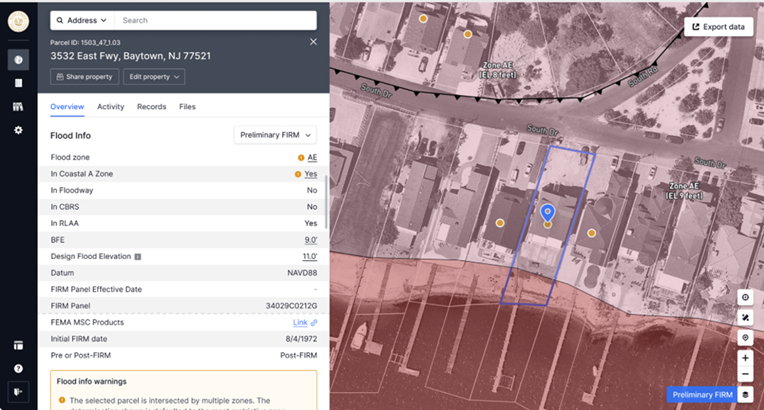 Address
Search
Parcel ID: 1503_47_1.03
3532 East Fwy, Baytown, NJ 77521
Share property
Edit property
Overview
Activity
Records
Files
Flood Info
Preliminary FIRM
Flood zone AE
In Coastal A Zone Yes
In Floodway No
In CBRS No
In RLAA Yes
BFE 9.0'
Design Flood Elevation 11.0'
Datum NAVD88
FIRM Panel Effective Date -
FIRM Panel 34029C0212G
FEMA MSC Products Link
Initial FIRM date 8/4/1972
Pre or Post-FIRM Post-FIRM
Flood info warnings
The selected parcel is intersected by multiple zones. The
Export data
Zone AE
(EL 8 feet)
South Dr
South Rd
South Dr
South Dr
Zone AE
(EL 9 feet)
Preliminary FIRM